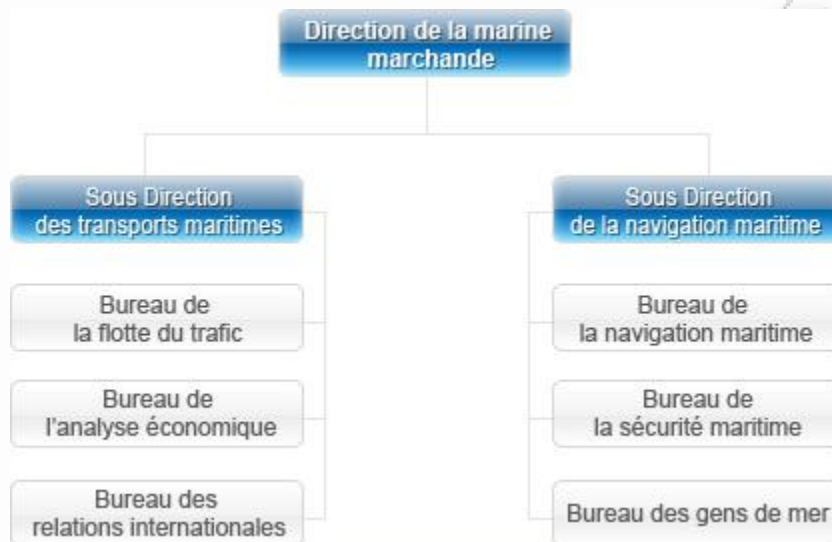 Direction de la marine
marchande
Sous Direction
des transports maritimes
Sous Direction
de la navigation maritime
Bureau de
la flotte du trafic
Bureau de
la navigation maritime
Bureau de
l'analyse économique
Bureau de
la sécurité maritime
Bureau des
relations internationales
Bureau des gens de mer